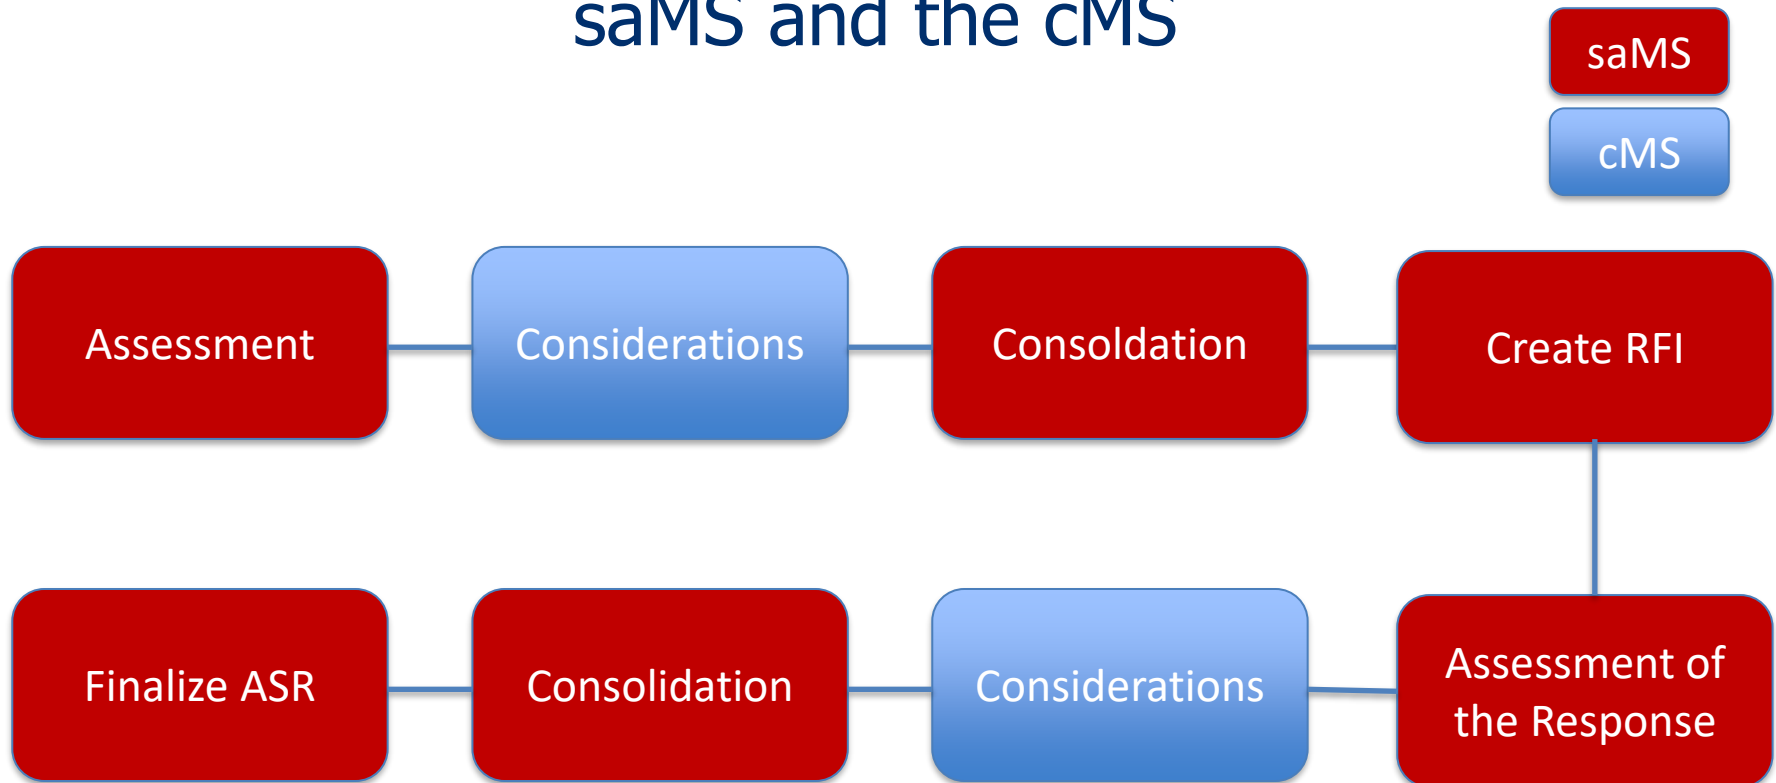 saMS and the cMS
saMS
cMS
Assessment
Considerations
Consoldation
Create RFI
Finalize ASR
Consolidation
Considerations
Assessment of
the Response